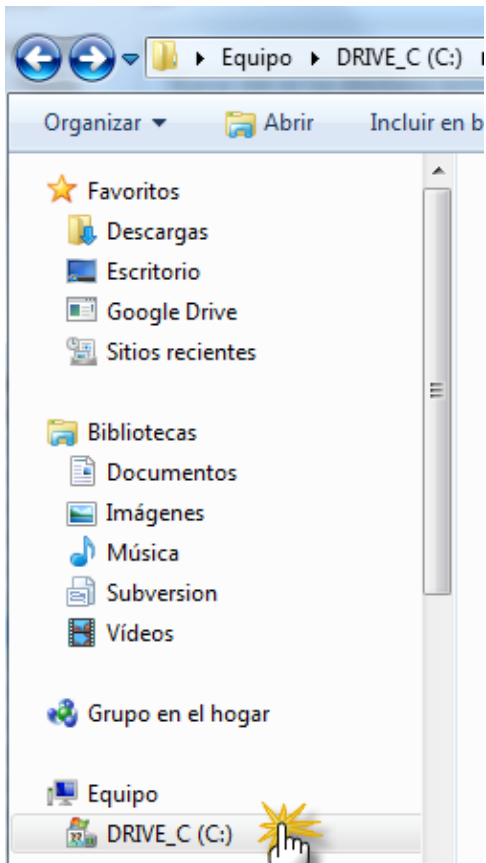 Equipo DRIVE_C (C:)
Organizar Abrir Incluir en b
Favoritos
Descargas
Escritorio
Google Drive
Sitios recientes
Bibliotecas
Documentos
Imágenes
Música
Subversion
Vídeos
Grupo en el hogar
Equipo
DRIVE_C (C:)